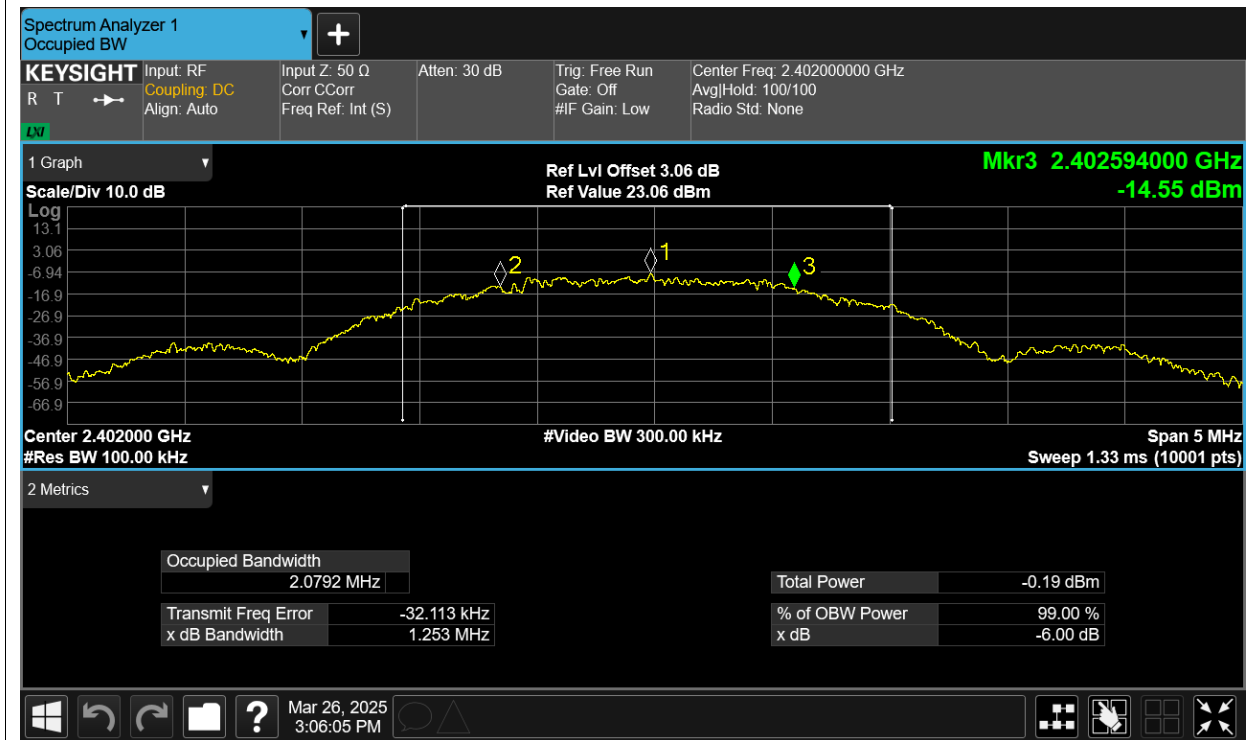 Spectrum Analyzer 1
Occupied BW
KEYSIGHT
R T
LXI
Input: RF
Coupling: DC
Align: Auto
Input Z: 50 Ω
Corr CCorr
Freq Ref: Int (S)
Atten: 30 dB
Trig: Free Run
Gate: Off
#IF Gain: Low
Center Freq: 2.402000000 GHz
Avg|Hold: 100/100
Radio Std: None
1 Graph
Scale/Div 10.0 dB
Ref Lvl Offset 3.06 dB
Ref Value 23.06 dBm
Mkr3 2.402594000 GHz
-14.55 dBm
Log
13.1
3.06
-6.94
-16.9
-26.9
-36.9
-46.9
-56.9
-66.9
2
1
3
Center 2.402000 GHz
#Video BW 300.00 kHz
Span 5 MHz
#Res BW 100.00 kHz
Sweep 1.33 ms (10001 pts)
2 Metrics
Occupied Bandwidth
2.0792 MHz
Total Power -0.19 dBm
Transmit Freq Error -32.113 kHz
% of OBW Power 99.00 %
x dB Bandwidth 1.253 MHz
x dB -6.00 dB
?
Mar 26, 2025
3:06:05 PM